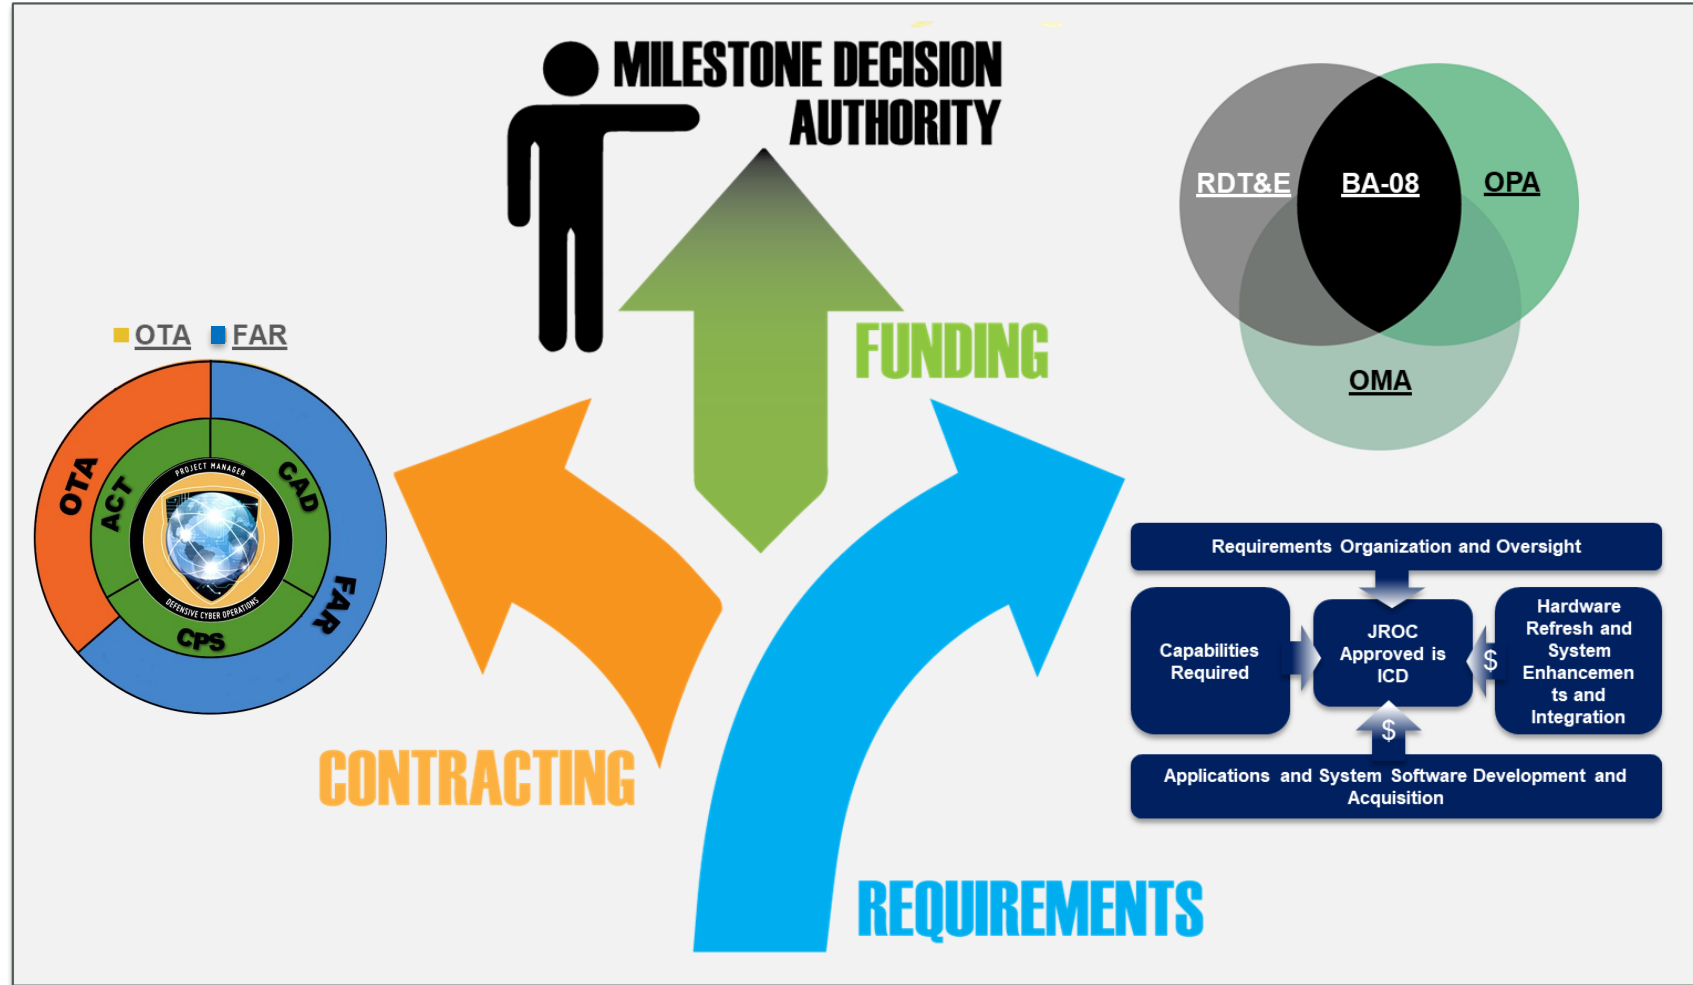 MILESTONE DECISION
AUTHORITY
RDT&E
BA-08
OPA
OMA
FUNDING
OTA
FAR
OTA
ACT
CAD
CPS
FAR
PROJECT MANAGER
DEFENSIVE CYBER OPERATIONS
CONTRACTING
REQUIREMENTS
Requirements Organization and Oversight
Capabilities
Required
JROC
Approved is
ICD
$
Hardware
Refresh and
System
Enhancemen
ts and
Integration
$
Applications and System Software Development and
Acquisition